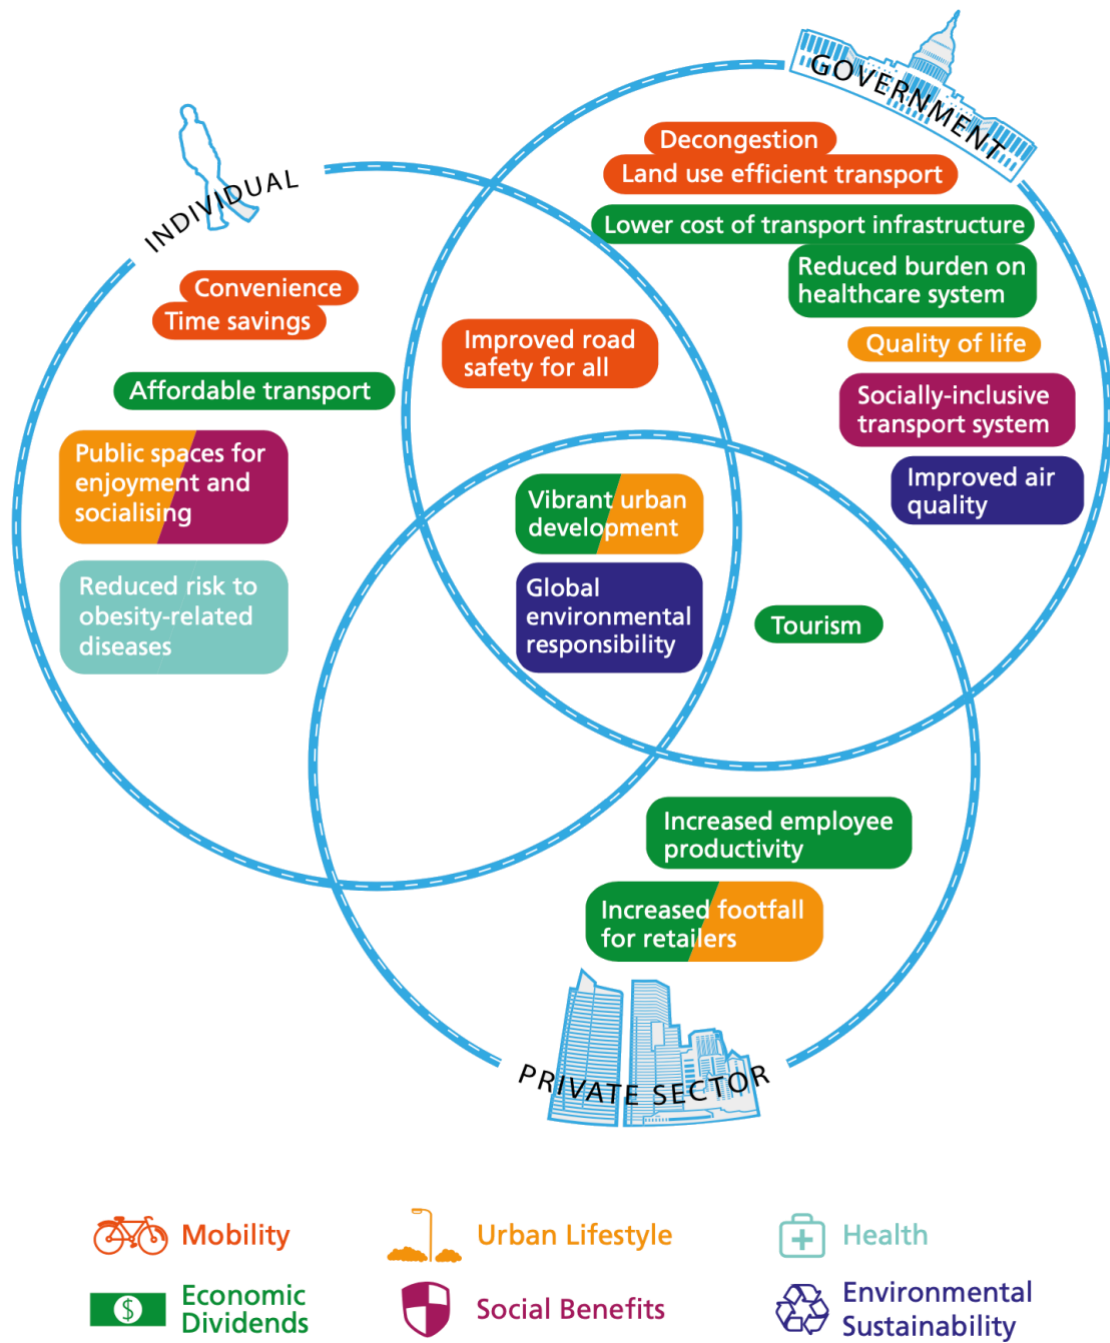 GOVERNMENT
Decongestion
Land use efficient transport
Lower cost of transport infrastructure
Reduced burden on
healthcare system
Quality of life
Socially-inclusive
transport system
Improved air
quality
INDIVIDUAL
Convenience
Time savings
Affordable transport
Public spaces for
enjoyment and
socialising
Reduced risk to
obesity-related
diseases
Improved road
safety for all
Vibrant urban
development
Global
environmental
responsibility
Tourism
Increased employee
productivity
Increased footfall
for retailers
PRIVATE SECTOR
Mobility
Urban Lifestyle
Health
$
Economic
Dividends
Social Benefits
Environmental
Sustainability